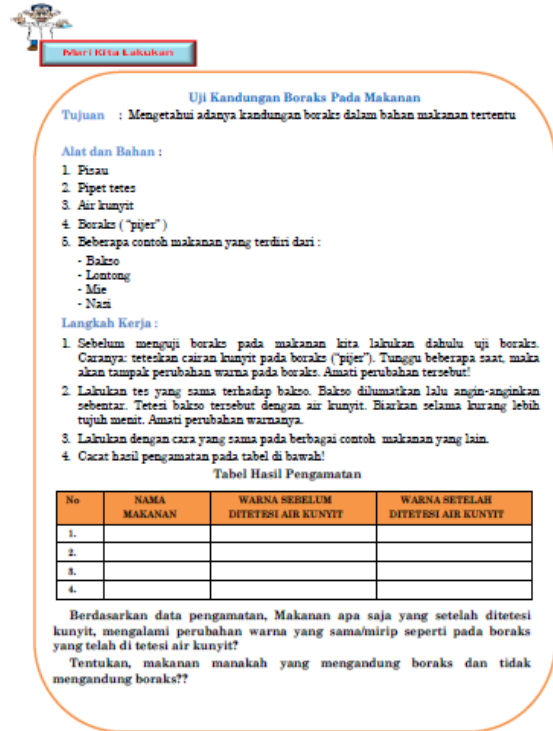 Mari Kita Lakukan
Uji Kandungan Boraks Pada Makanan
Tujuan : Mengetahui adanya kandungan boraks dalam bahan makanan tertentu
Alat dan Bahan :
1. Pisau
2. Pipet tetes
3. Air kunyit
4. Boraks ( "pijer" )
5. Beberapa contoh makanan yang terdiri dari :
- Bakso
- Lontong
- Mie
- Nasi
Langkah Kerja :
1. Sebelum menguji boraks pada makanan kita lakukan dahulu uji boraks.
Caranya: teteskan cairan kunyit pada boraks ("pijer"). Tunggu beberapa saat, maka
akan tampak perubahan warna pada boraks. Amati perubahan tersebut!
2. Lakukan tes yang sama terhadap bakso. Bakso dilumatkan lalu angin-anginkan
sebentar. Tetesi bakso tersebut dengan air kunyit. Biarkan selama kurang lebih
tujuh menit. Amati perubahan warnanya.
3. Lakukan dengan cara yang sama pada berbagai contoh makanan yang lain.
4. Cacat hasil pengamatan pada tabel di bawah!
Tabel Hasil Pengamatan
No NAMA MAKANAN WARNA SEBELUM DITETESI AIR KUNYIT WARNA SETELAH DITETESI AIR KUNYIT
1.
2.
3.
4.
Berdasarkan data pengamatan, Makanan apa saja yang setelah ditetesi
kunyit, mengalami perubahan warna yang sama/mirip seperti pada boraks
yang telah di tetesi air kunyit?
Tentukan, makanan manakah yang mengandung boraks dan tidak
mengandung boraks??